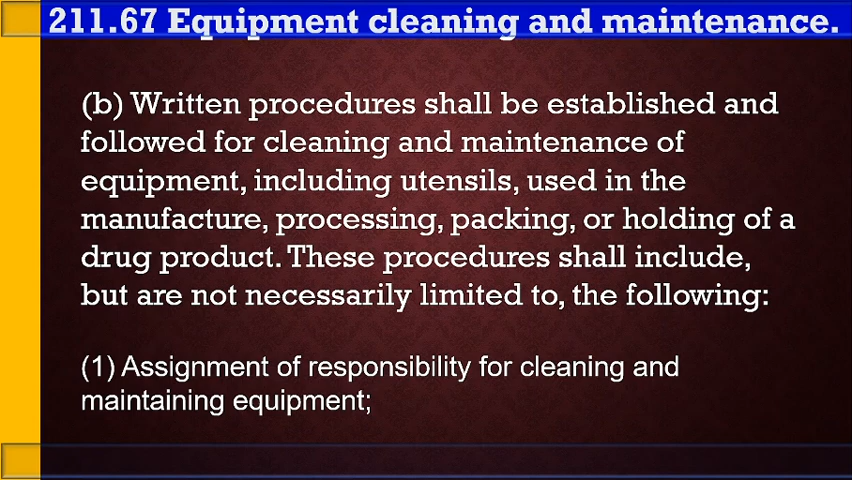 211.67 Equipment cleaning and maintenance.
(b) Written procedures shall be established and
followed for cleaning and maintenance of
equipment, including utensils, used in the
manufacture, processing, packing, or holding of a
drug product. These procedures shall include,
but are not necessarily limited to, the following:
(1) Assignment of responsibility for cleaning and
maintaining equipment;